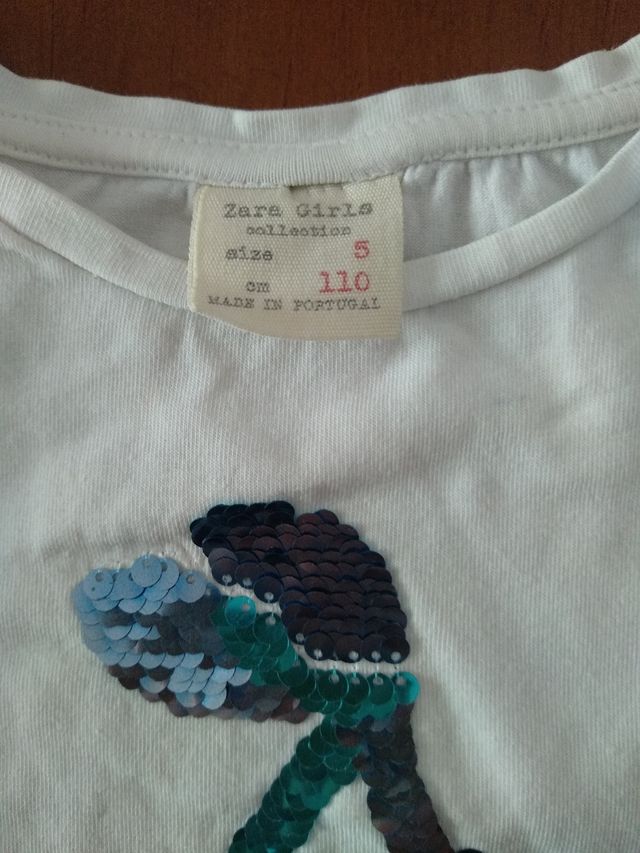 Zara Girls
collection
size 5
cm 110
MADE IN PORTUGAL